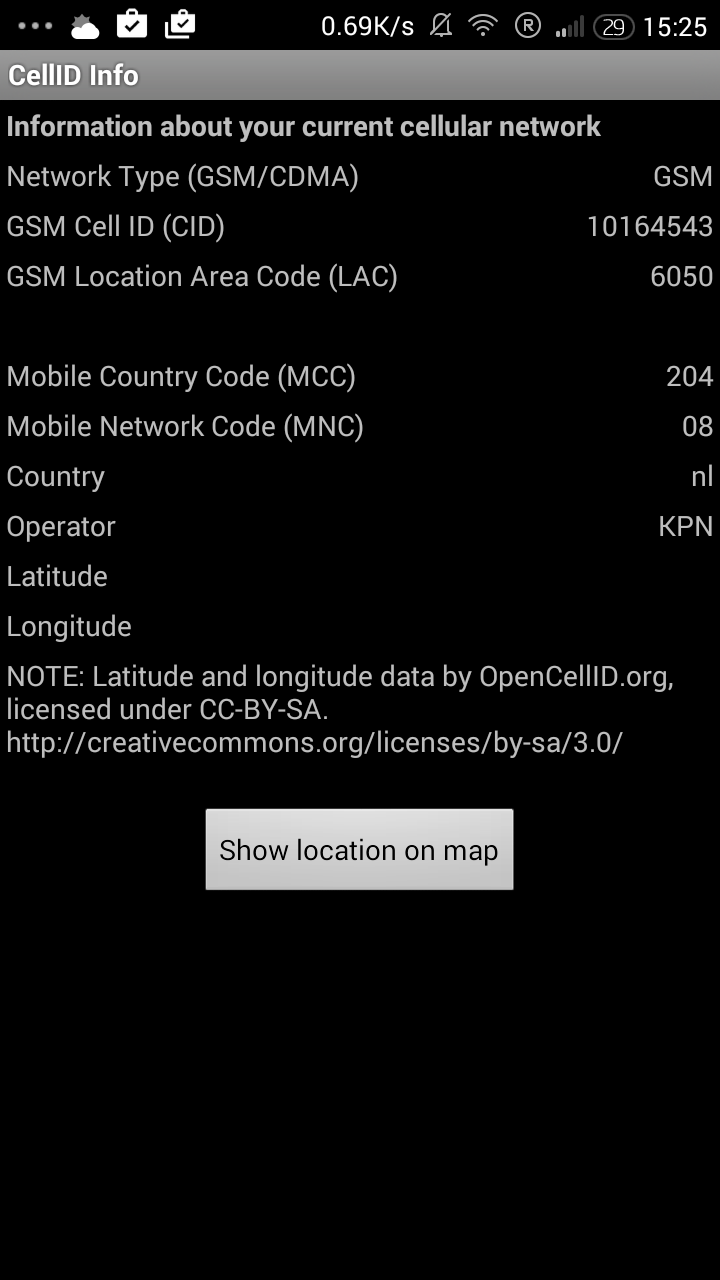 0.69K/s R 29 15:25
CellID Info
Information about your current cellular network
Network Type (GSM/CDMA) GSM
GSM Cell ID (CID) 10164543
GSM Location Area Code (LAC) 6050
Mobile Country Code (MCC) 204
Mobile Network Code (MNC) 08
Country nl
Operator KPN
Latitude
Longitude
NOTE: Latitude and longitude data by OpenCellID.org,
licensed under CC-BY-SA.
http://creativecommons.org/licenses/by-sa/3.0/
Show location on map